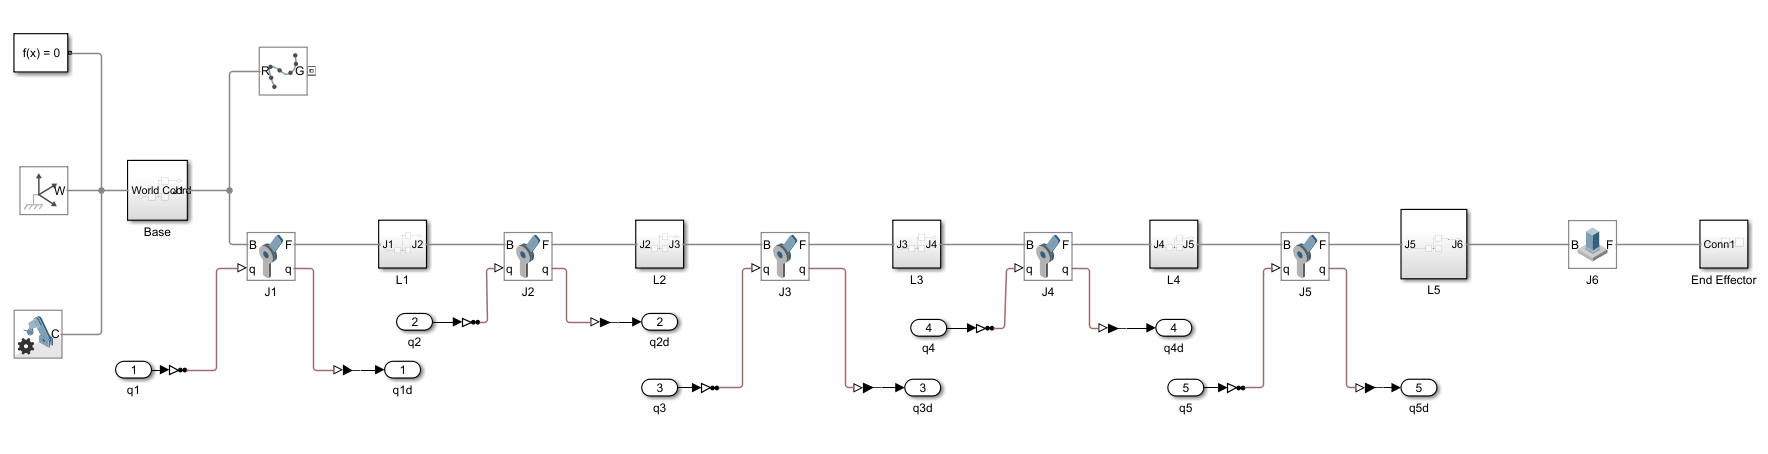 f(x) = 0
R
G
W
World Cord
J1
Base
C
B
F
q
q
J1
J1
J2
L1
B
F
q
q
J2
J2
J3
L2
B
F
q
q
J3
J3
J4
L3
B
F
q
q
J4
J4
J5
L4
B
F
q
q
J5
J5
J6
L5
B
F
J6
Conn1
End Effector
2
q2
2
q2d
4
q4
4
q4d
1
q1
1
q1d
3
q3
3
q3d
5
q5
5
q5d